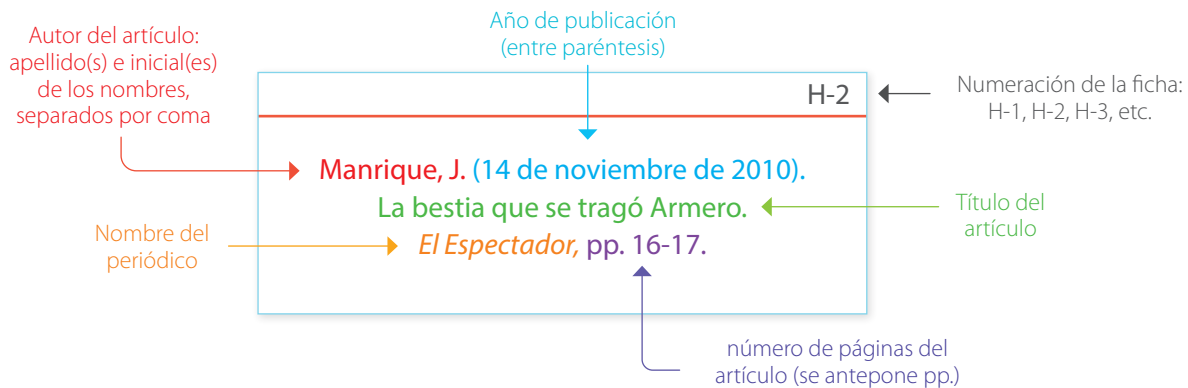 Año de publicación
(entre paréntesis)
Autor del artículo:
apellido(s) e inicial(es)
de los nombres,
separados por coma
H-2
Numeración de la ficha:
H-1, H-2, H-3, etc.
Manrique, J. (14 de noviembre de 2010).
La bestia que se tragó Armero.
El Espectador, pp. 16-17.
Título del
artículo
Nombre del
periódico
número de páginas del
artículo (se antepone pp.)